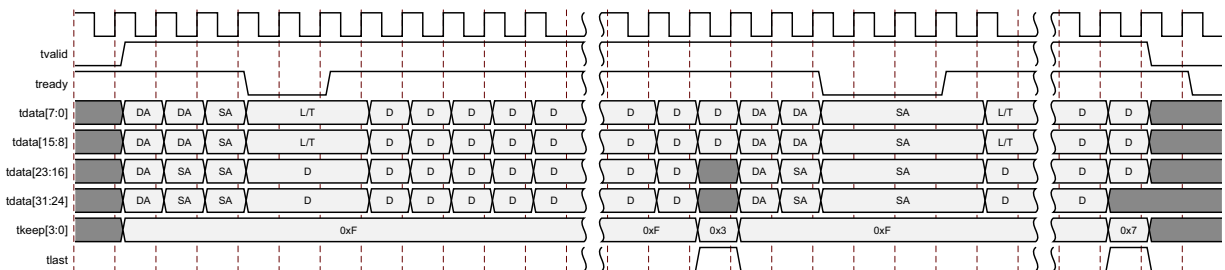 tvalid
tready
tdata[7:0] DA DA SA L/T D D D D D D D D DA DA SA L/T D D
tdata[15:8] DA DA SA L/T D D D D D D D D DA DA SA L/T D D
tdata[23:16] DA SA SA D D D D D D D D DA SA SA D D D
tdata[31:24] DA SA SA D D D D D D D D DA SA SA D D
tkeep[3:0] 0xF 0xF 0x3 0xF 0x7
tlast